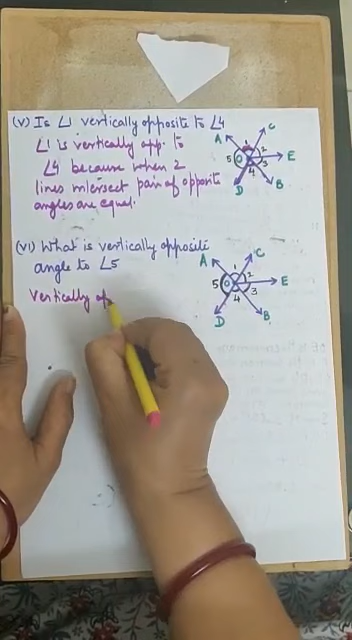 (v) Is ∠1 vertically opposite to ∠4
∠1 is vertically opp. to
∠4 because when 2
lines intersect pair of opposite
angles are equal.
A C 1 2 E 5 O 4 D B
(vi) What is vertically opposite
angle to ∠5
Vertically op
A C 1 2 E 5 O 3 4 D B